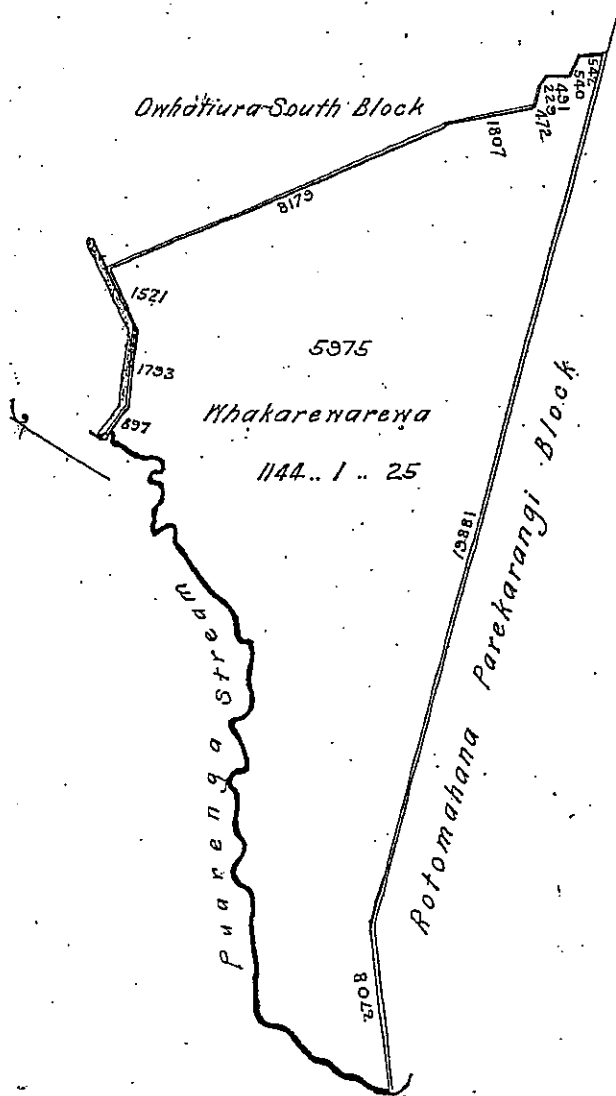 Owhatiura South Block
542
540
491
229
472
1807
8179
1521
1793
897
5975
Whakarewarewa
1144 .. 1 .. 25
19881
Rotomahana Parekarangi Block
Puarenga Stream